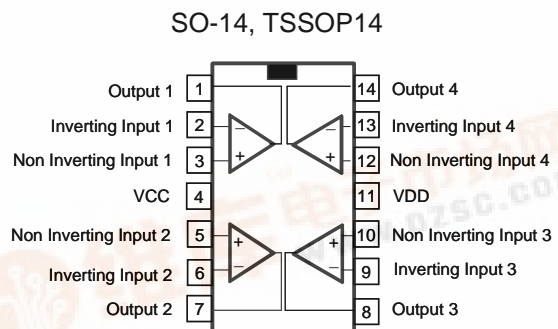 SO-14, TSSOP14
Output 1 1 14 Output 4
Inverting Input 1 2 13 Inverting Input 4
Non Inverting Input 1 3 12 Non Inverting Input 4
VCC 4 11 VDD
Non Inverting Input 2 5 10 Non Inverting Input 3
Inverting Input 2 6 9 Inverting Input 3
Output 2 7 8 Output 3